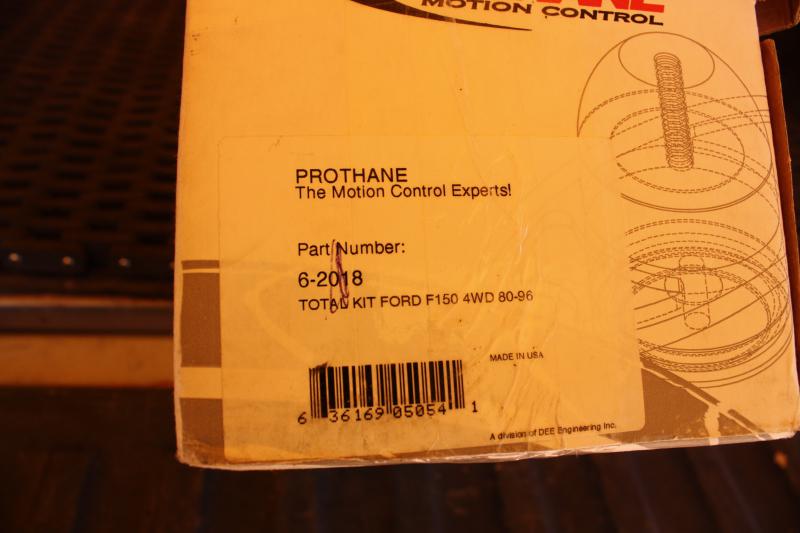 MOTION CONTROL
PROTHANE
The Motion Control Experts!
Part Number:
6-2018
TOTAL KIT FORD F150 4WD 80-96
MADE IN USA
6 36169 05054 1
A division of DEE Engineering Inc.